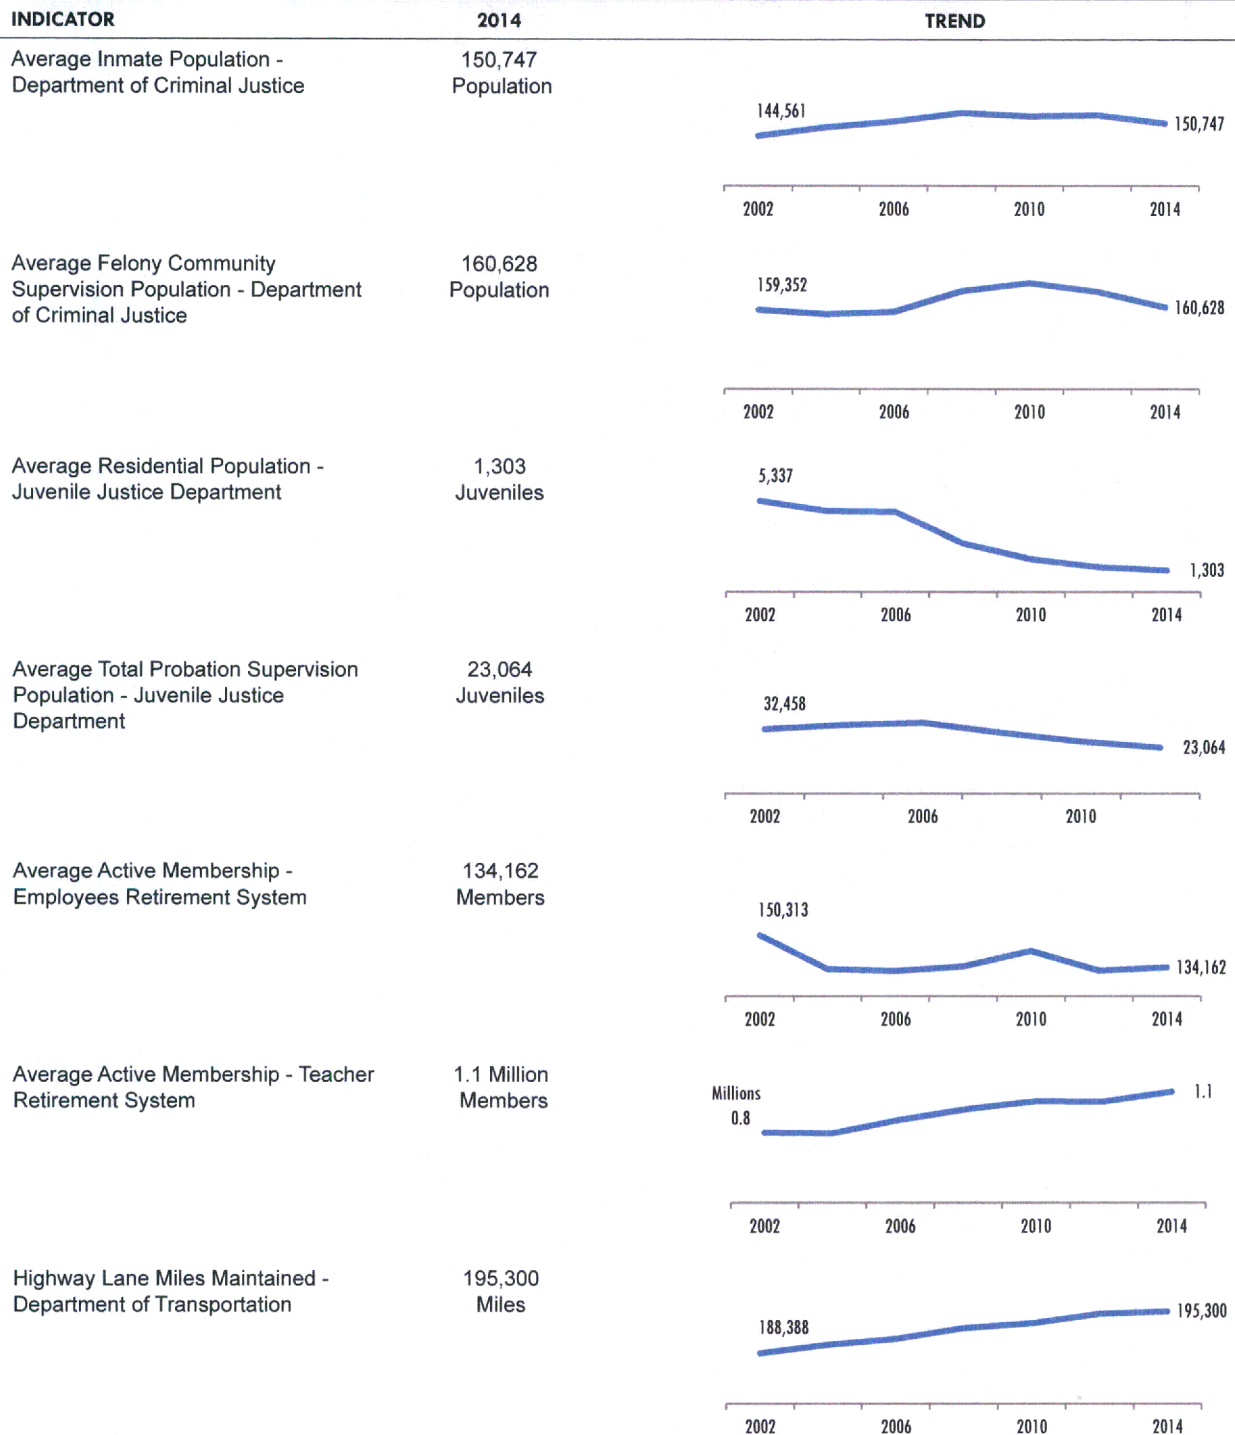 INDICATOR 2014 TREND
Average Inmate Population -
Department of Criminal Justice
150,747
Population
144,561
150,747
2002 2006 2010 2014
Average Felony Community
Supervision Population - Department
of Criminal Justice
160,628
Population
159,352
160,628
2002 2006 2010 2014
Average Residential Population -
Juvenile Justice Department
1,303
Juveniles
5,337
1,303
2002 2006 2010 2014
Average Total Probation Supervision
Population - Juvenile Justice
Department
23,064
Juveniles
32,458
23,064
2002 2006 2010
Average Active Membership -
Employees Retirement System
134,162
Members
150,313
134,162
2002 2006 2010 2014
Average Active Membership - Teacher
Retirement System
1.1 Million
Members
Millions
0.8
1.1
2002 2006 2010 2014
Highway Lane Miles Maintained -
Department of Transportation
195,300
Miles
188,388
195,300
2002 2006 2010 2014